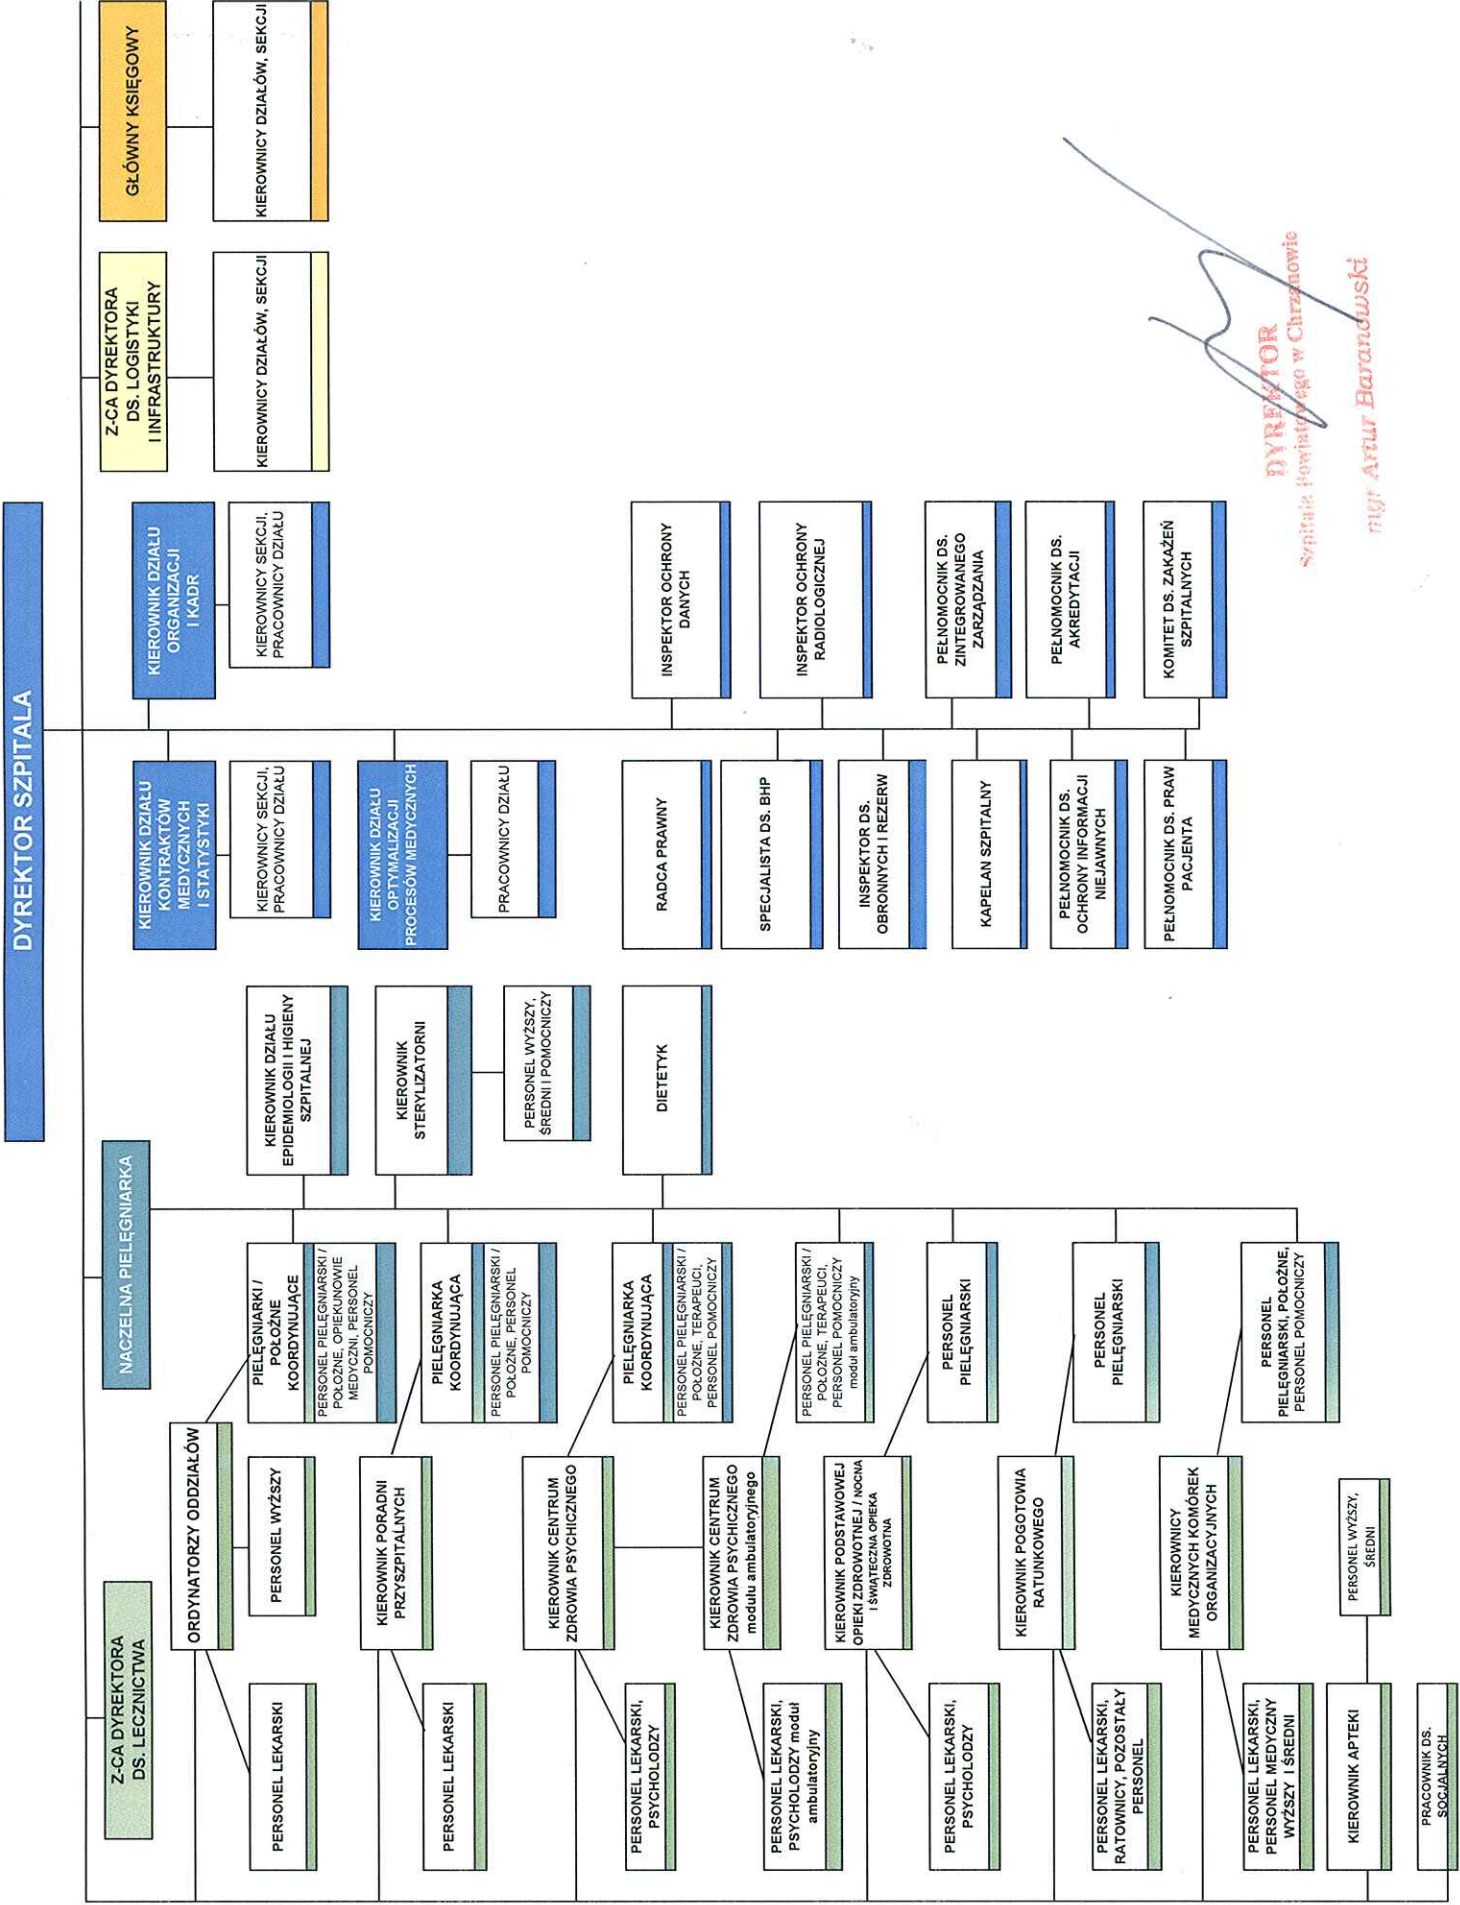 DYREKTOR SZPITALA
Z-CA DYREKTORA
DS. LECZNICTWA
NACZELNA PIELĘGNIARKA
Z-CA DYREKTORA
DS. LOGISTYKI
I INFRASTRUKTURY
GŁÓWNY KSIĘGOWY
KIEROWNICY DZIAŁÓW, SEKCJI
KIEROWNICY DZIAŁÓW, SEKCJI
KIEROWNIK DZIAŁU
KONTRAKTÓW
MEDYCZNYCH
I STATYSTYKI
KIEROWNICY SEKCJI,
PRACOWNICY DZIAŁU
KIEROWNIK DZIAŁU
ORGANIZACJI
I KADR
KIEROWNICY SEKCJI,
PRACOWNICY DZIAŁU
KIEROWNIK DZIAŁU
OPTYMALIZACJI
PROCESÓW MEDYCZNYCH
PRACOWNICY DZIAŁU
RADCA PRAWNY
INSPEKTOR OCHRONY
DANYCH
SPECJALISTA DS. BHP
INSPEKTOR OCHRONY
RADIOLOGICZNEJ
INSPEKTOR DS.
OBRONNYCH I REZERW
PEŁNOMOCNIK DS.
ZINTEGROWANEGO
ZARZĄDZANIA
KAPELAN SZPITALNY
PEŁNOMOCNIK DS.
AKREDYTACJI
PEŁNOMOCNIK DS.
OCHRONY INFORMACJI
NIEJAWNYCH
KOMITET DS. ZAKAŻEŃ
SZPITALNYCH
PEŁNOMOCNIK DS. PRAW
PACJENTA
KIEROWNIK DZIAŁU
EPIDEMIOLOGII I HIGIENY
SZPITALNEJ
KIEROWNIK
STERYLIZATORNI
PERSONEL WYŻSZY,
ŚREDNI I POMOCNICZY
DIETETYK
ORDYNATORZY ODDZIAŁÓW
PERSONEL WYŻSZY
PERSONEL LEKARSKI
PIELĘGNIARKI /
POŁOŻNE
KOORDYNUJĄCE
PERSONEL PIELĘGNIARSKI /
POŁOŻNE, OPIEKUNOWIE
MEDYCZNI, PERSONEL
POMOCNICZY
KIEROWNIK PORADNI
PRZYSZPITALNYCH
PERSONEL LEKARSKI
PIELĘGNIARKA
KOORDYNUJĄCA
PERSONEL PIELĘGNIARSKI /
POŁOŻNE, PERSONEL
POMOCNICZY
KIEROWNIK CENTRUM
ZDROWIA PSYCHICZNEGO
PERSONEL LEKARSKI,
PSYCHOLODZY
PIELĘGNIARKA
KOORDYNUJĄCA
PERSONEL PIELĘGNIARSKI /
POŁOŻNE, TERAPEUCI,
PERSONEL POMOCNICZY
KIEROWNIK CENTRUM
ZDROWIA PSYCHICZNEGO
modułu ambulatoryjnego
PERSONEL LEKARSKI,
PSYCHOLODZY moduł
ambulatoryjny
PERSONEL PIELĘGNIARSKI /
POŁOŻNE, TERAPEUCI,
PERSONEL POMOCNICZY
moduł ambulatoryjny
KIEROWNIK PODSTAWOWEJ
OPIEKI ZDROWOTNEJ / NOCNA
I ŚWIĄTECZNA OPIEKA
ZDROWOTNA
PERSONEL LEKARSKI,
PSYCHOLODZY
PERSONEL
PIELĘGNIARSKI
KIEROWNIK POGOTOWIA
RATUNKOWEGO
PERSONEL LEKARSKI,
RATOWNICY, POZOSTAŁY
PERSONEL
PERSONEL
PIELĘGNIARSKI
KIEROWNICY
MEDYCZNYCH KOMÓREK
ORGANIZACYJNYCH
PERSONEL LEKARSKI,
PERSONEL MEDYCZNY
WYŻSZY I ŚREDNI
PERSONEL
PIELĘGNIARSKI, POŁOŻNE,
PERSONEL POMOCNICZY
KIEROWNIK APTEKI
PERSONEL WYŻSZY,
ŚREDNI
PRACOWNIK DS.
SOCJALNYCH
DYREKTOR
Szpitala Powiatowego w Chrzanowie
mgr Artur Baranowski